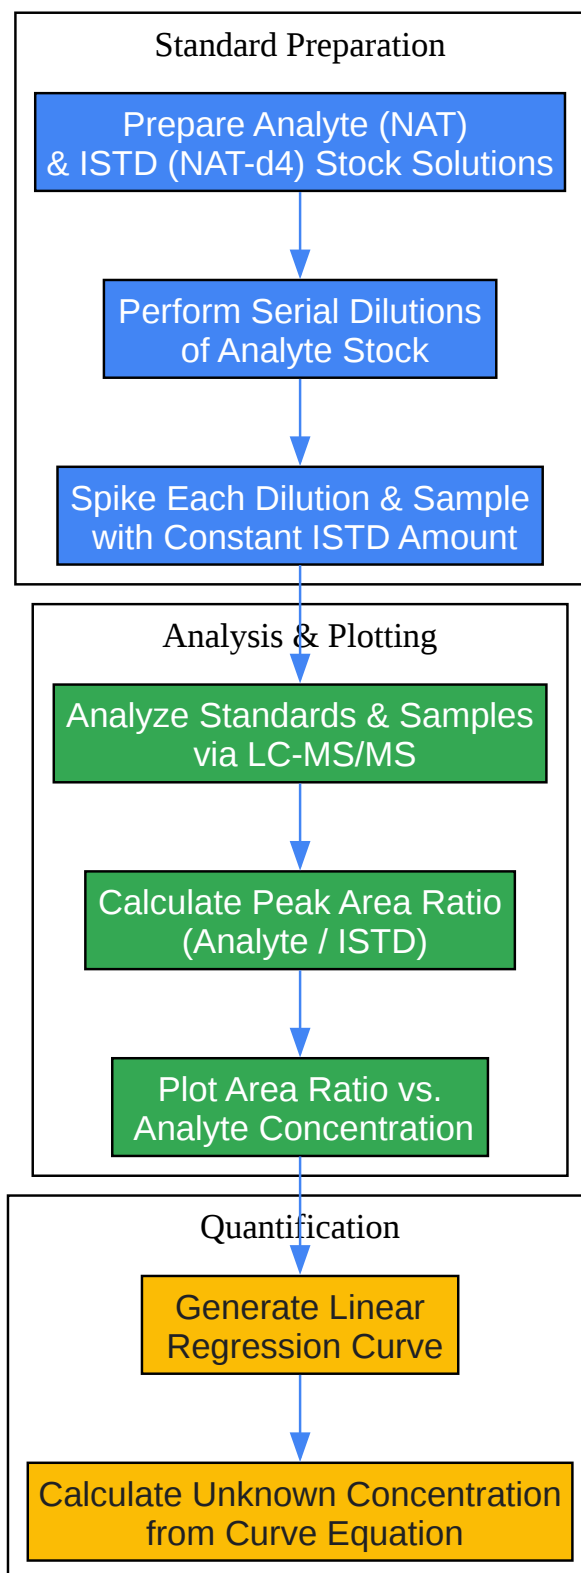 Standard Preparation
Prepare Analyte (NAT)
& ISTD (NAT-d4) Stock Solutions
Perform Serial Dilutions
of Analyte Stock
Spike Each Dilution & Sample
with Constant ISTD Amount
Analysis & Plotting
Analyze Standards & Samples
via LC-MS/MS
Calculate Peak Area Ratio
(Analyte / ISTD)
Plot Area Ratio vs.
Analyte Concentration
Quantification
Generate Linear
Regression Curve
Calculate Unknown Concentration
from Curve Equation